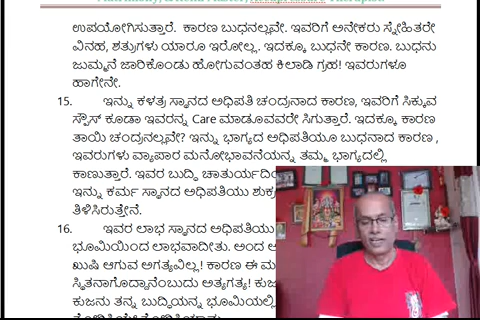 ಉಪಯೋಗಿಸುತ್ತಾರೆ. ಕಾರಣ ಬುಧನಲ್ಲವೇ. ಇವರಿಗೆ ಅನೇಕರು ಸ್ನೇಹಿತರೇ
ವಿನಹ, ಶತ್ರುಗಳು ಯಾರೂ ಇರೋಲ್ಲ. ಇದಕ್ಕೂ ಬುಧನೇ ಕಾರಣ. ಬುಧನು
ಜುಮ್ಮನೆ ಜಾರಿಕೊಂಡು ಹೋಗುವಂತಹ ಕಿಲಾಡಿ ಗ್ರಹ! ಇವರುಗಳೂ
ಹಾಗೇನೇ.
15. ಇನ್ನು ಕಳತ್ರ ಸ್ಥಾನದ ಅಧಿಪತಿ ಚಂದ್ರನಾದ ಕಾರಣ, ಇವರಿಗೆ ಸಿಕ್ಕುವ
ಸ್ಪೌಸ್ ಕೂಡಾ ಇವರನ್ನ Care ಮಾಡೂವವರೇ ಸಿಗುತ್ತಾರೆ. ಇದಕ್ಕೂ ಕಾರಣ
ತಾಯಿ ಚಂದ್ರನಲ್ಲವೇ? ಇನ್ನು ಭಾಗ್ಯದ ಅಧಿಪತಿಯೂ ಬುಧನಾದ ಕಾರಣ ,
ಇವರುಗಳು ವ್ಯಾಪಾರ ಮನೋಭಾವನೆಯನ್ನ ತಮ್ಮ ಭಾಗ್ಯದಲ್ಲಿ
ಕಾಣುತ್ತಾರೆ. ಇವರ ಬುದ್ಧಿ ಚಾತುರ್ಯದಿಂ
ಇನ್ನು ಕರ್ಮ ಸ್ಥಾನದ ಅಧಿಪತಿಯು ಶುಕ್ರ
ತಿಳಿಸಿರುತ್ತೇನೆ.
16. ಇವರ ಲಾಭ ಸ್ಥಾನದ ಅಧಿಪತಿಯು
ಭೂಮಿಯಿಂದ ಲಾಭವಾದೀತು. ಅಂದ
ಖುಷಿ ಆಗುವ ಅಗತ್ಯವಿಲ್ಲ! ಕಾರಣ ಈ
ಸ್ಥಿತನಾಗೊದ್ದಾನೆಂಬುದು ಅತ್ಯಗತ್ಯ!
ಕುಜನು ತನ್ನ ಬುದ್ಧಿಯನ್ನ ಭೂಮಿಯಲ್ಲಿ